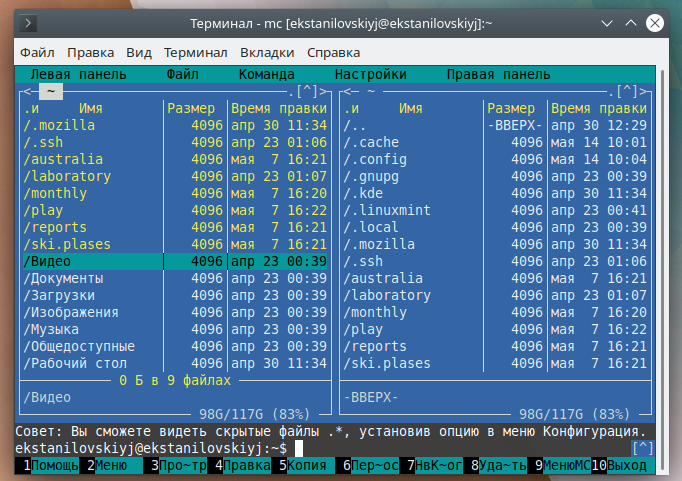 Терминал - mc [ekstanilovskiyj@ekstanilovskiyj]:~
Файл Правка Вид Терминал Вкладки Справка
Левая панель Файл Команда Настройки Правая панель
<─ ~ .[^]> <─ ~ .[^]>
.и Имя Размер Время правки .и Имя Размер Время правки
/.mozilla 4096 апр 30 11:34 /.. -ВВЕРХ- апр 30 12:29
/.ssh 4096 апр 23 01:06 /.cache 4096 мая 14 10:01
/australia 4096 мая 7 16:21 /.config 4096 мая 14 10:04
/laboratory 4096 апр 23 01:07 /.gnupg 4096 апр 23 00:39
/monthly 4096 мая 7 16:20 /.kde 4096 апр 30 11:34
/play 4096 мая 7 16:22 /.linuxmint 4096 апр 23 00:41
/reports 4096 мая 7 16:21 /.local 4096 апр 23 00:39
/ski.plases 4096 мая 7 16:21 /.mozilla 4096 апр 30 11:34
/Видео 4096 апр 23 00:39 /.ssh 4096 апр 23 01:06
/Документы 4096 апр 23 00:39 /australia 4096 мая 7 16:21
/Загрузки 4096 апр 23 00:39 /laboratory 4096 апр 23 01:07
/Изображения 4096 апр 23 00:39 /monthly 4096 мая 7 16:20
/Музыка 4096 апр 23 00:39 /play 4096 мая 7 16:22
/Общедоступные 4096 апр 23 00:39 /reports 4096 мая 7 16:21
/Рабочий стол 4096 апр 30 11:34 /ski.plases 4096 мая 7 16:21
0 Б в 9 файлах
/Видео -ВВЕРХ-
98G/117G (83%) 98G/117G (83%)
Совет: Вы сможете видеть скрытые файлы .*, установив опцию в меню Конфигурация.
ekstanilovskiyj@ekstanilovskiyj:~$ [^]
1Помощь 2Меню 3Про~тр 4Правка 5Копия 6Пер~ос 7НвК~ог 8Уда~ть 9МенюMC 10Выход